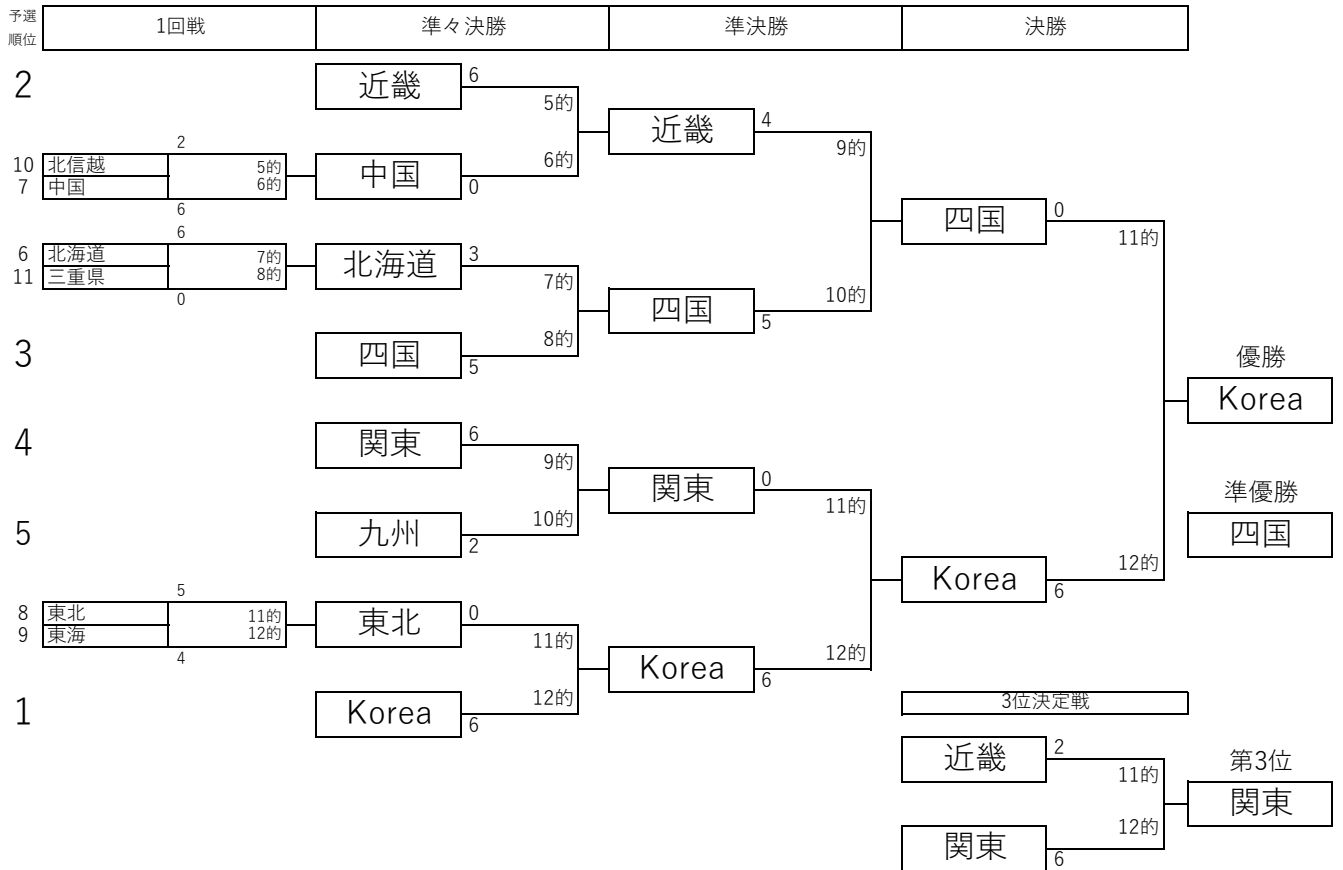 予選
順位
1回戦 準々決勝 準決勝 決勝
2 近畿 6
5的
近畿 4
9的
2
10 北信越 5的
7 中国 6的
6
中国 0
6的
四国 0
11的
6
6 北海道 7的
11 三重県 8的
0
北海道 3
7的
四国 5
10的
3 四国 5
8的
優勝
Korea
4 関東 6
9的
関東 0
11的
準優勝
四国
5 九州 2
10的
Korea 6
12的
5
8 東北 11的
9 東海 12的
4
東北 0
11的
Korea 6
12的
1 Korea 6
12的
3位決定戦
近畿 2
11的
第3位
関東
12的
関東 6